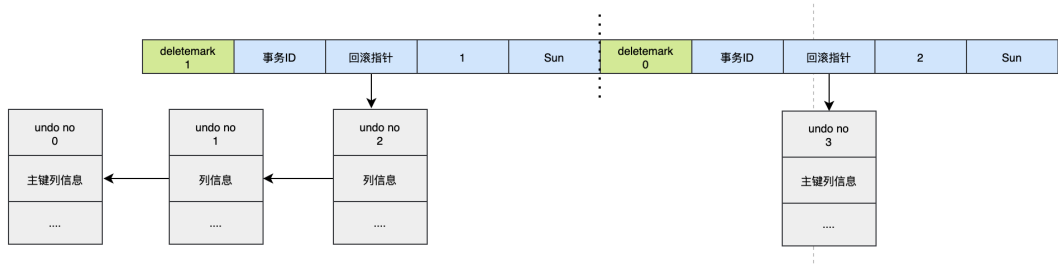 deletemark
1
事务ID
回滚指针
1
Sun
deletemark
0
事务ID
回滚指针
2
Sun
undo no
0
主键列信息
....
undo no
1
列信息
....
undo no
2
列信息
....
undo no
3
主键列信息
....